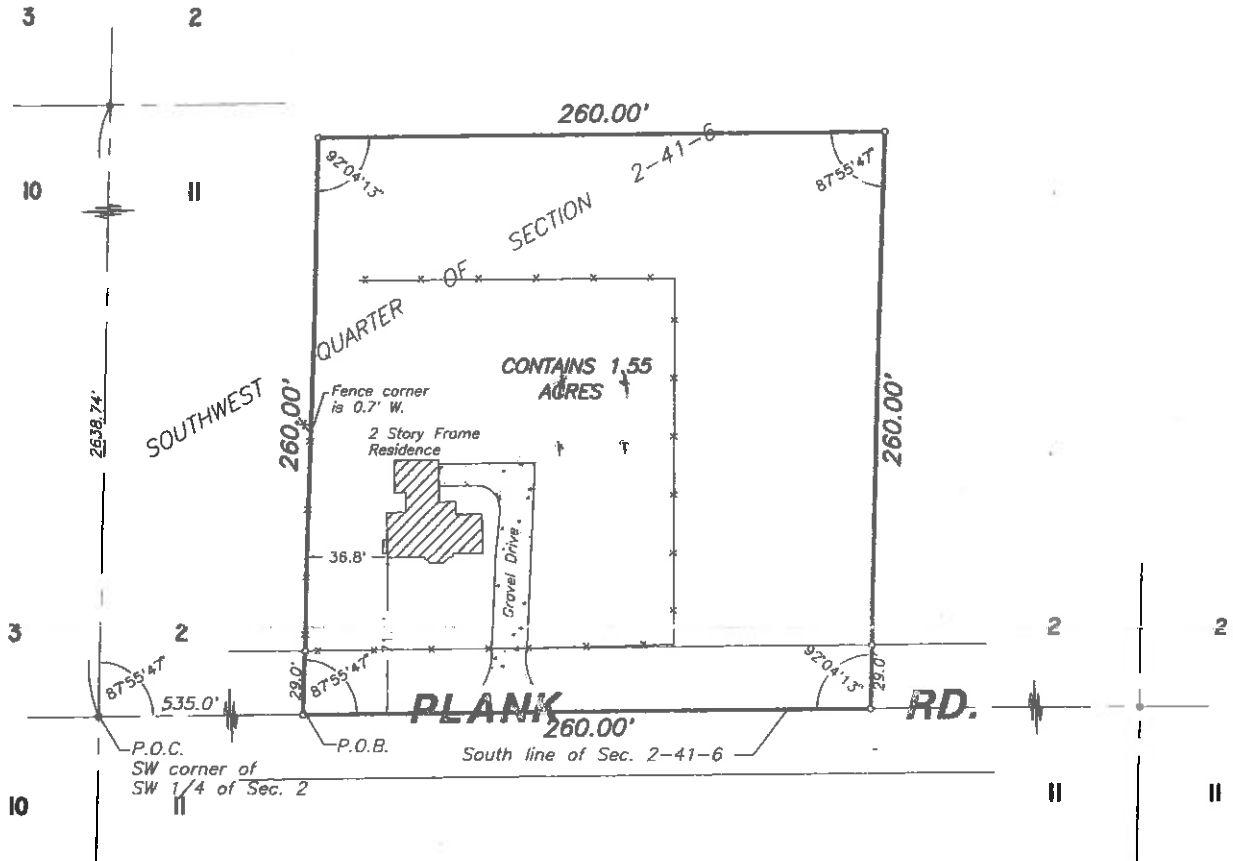 3
2
260.00'
92°04'13"
87°55'47"
10
11
SOUTHWEST QUARTER OF SECTION 2-41-6
2638.74'
260.00'
Fence corner
is 0.7' W.
CONTAINS 1.55
ACRES
260.00'
2 Story Frame
Residence
36.8'
Gravel Drive
3
2
2
2
87°55'47"
535.0'
29.0'
87°55'47"
92°04'13"
29.0'
PLANK RD.
260.00'
P.O.C.
SW corner of
SW 1/4 of Sec. 2
P.O.B.
South line of Sec. 2-41-6
10
11
11
11